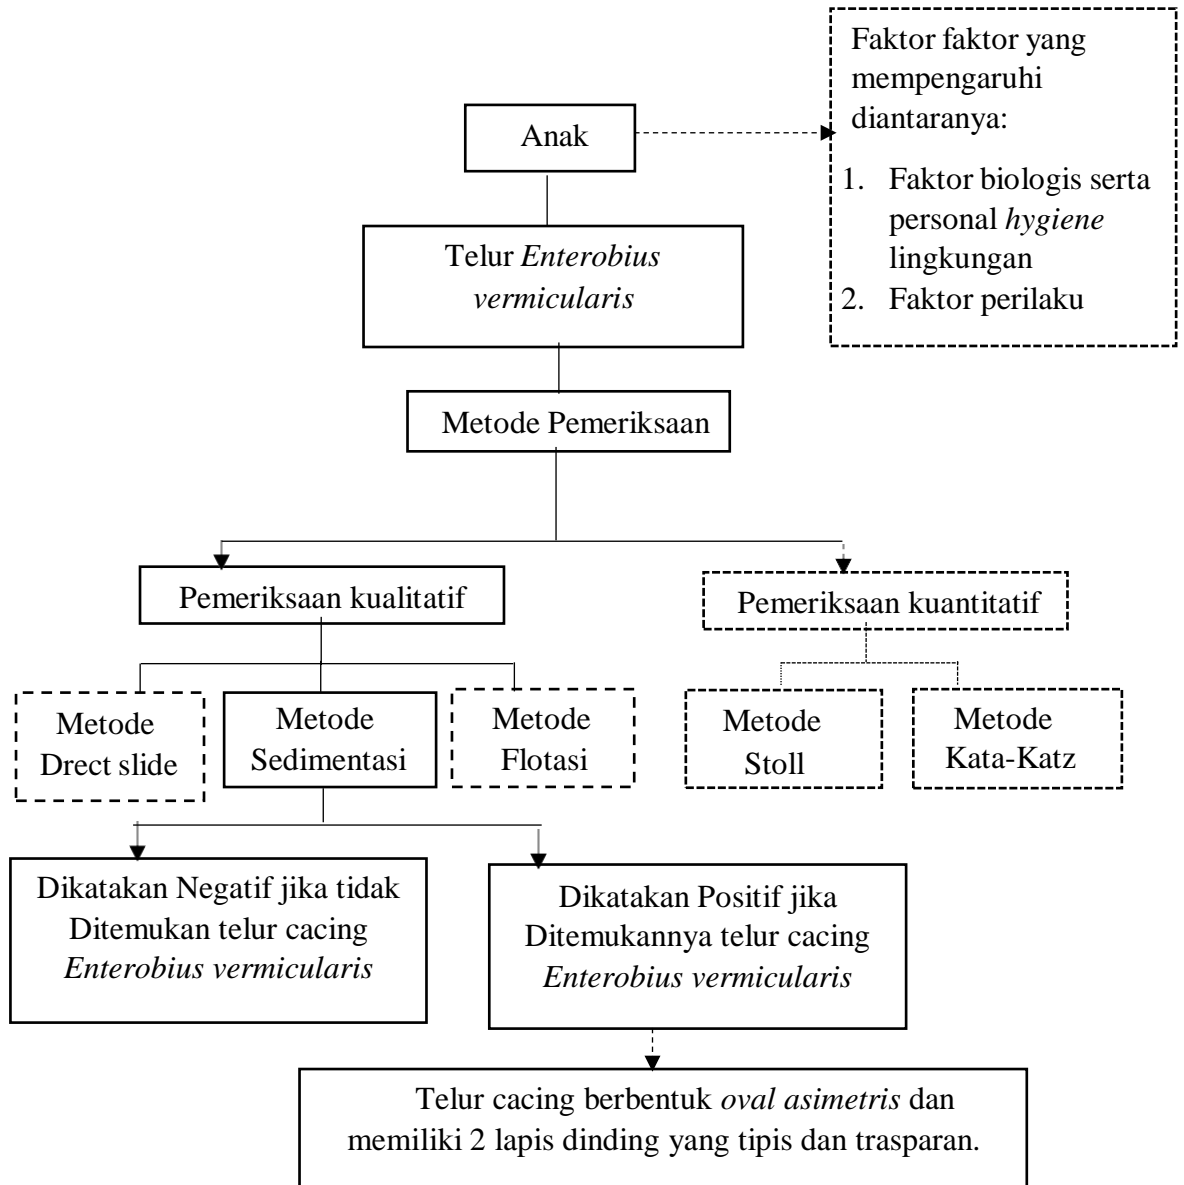 Faktor faktor yang
mempengaruhi
diantaranya:
1. Faktor biologis serta
personal hygiene
lingkungan
2. Faktor perilaku
Anak
Telur Enterobius
vermicularis
Metode Pemeriksaan
Pemeriksaan kualitatif
Pemeriksaan kuantitatif
Metode
Drect slide
Metode
Sedimentasi
Metode
Flotasi
Metode
Stoll
Metode
Kata-Katz
Dikatakan Negatif jika tidak
Ditemukan telur cacing
Enterobius vermicularis
Dikatakan Positif jika
Ditemukannya telur cacing
Enterobius vermicularis
Telur cacing berbentuk oval asimetris dan
memiliki 2 lapis dinding yang tipis dan trasparan.